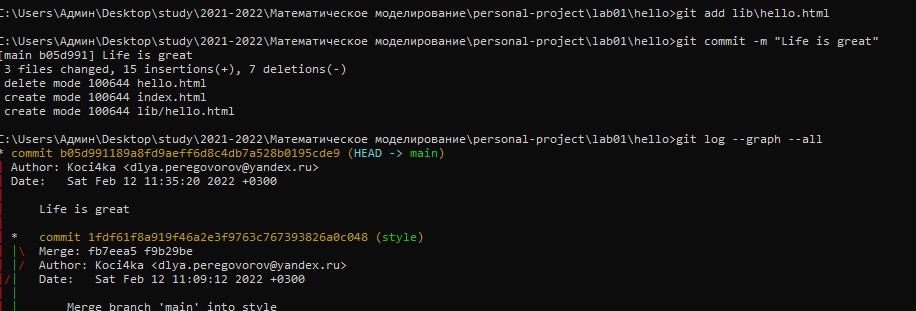 C:\Users\Админ\Desktop\study\2021-2022\Математическое моделирование\personal-project\lab01\hello>git add lib\hello.html
C:\Users\Админ\Desktop\study\2021-2022\Математическое моделирование\personal-project\lab01\hello>git commit -m "Life is great"
[main b05d991] Life is great
3 files changed, 15 insertions(+), 7 deletions(-)
delete mode 100644 hello.html
create mode 100644 index.html
create mode 100644 lib/hello.html
C:\Users\Админ\Desktop\study\2021-2022\Математическое моделирование\personal-project\lab01\hello>git log --graph --all
* commit b05d991189a8fd9aeff6d8c4db7a528b0195cde9 (HEAD -> main)
| Author: Koci4ka <dlya.peregovorov@yandex.ru>
| Date:   Sat Feb 12 11:35:20 2022 +0300
|
|     Life is great
|
| *   commit 1fdf61f8a919f46a2e3f9763c767393826a0c048 (style)
| |\  Merge: fb7eea5 f9b29be
| |/  Author: Koci4ka <dlya.peregovorov@yandex.ru>
|/|   Date:   Sat Feb 12 11:09:12 2022 +0300
| |
| |       Merge branch 'main' into style